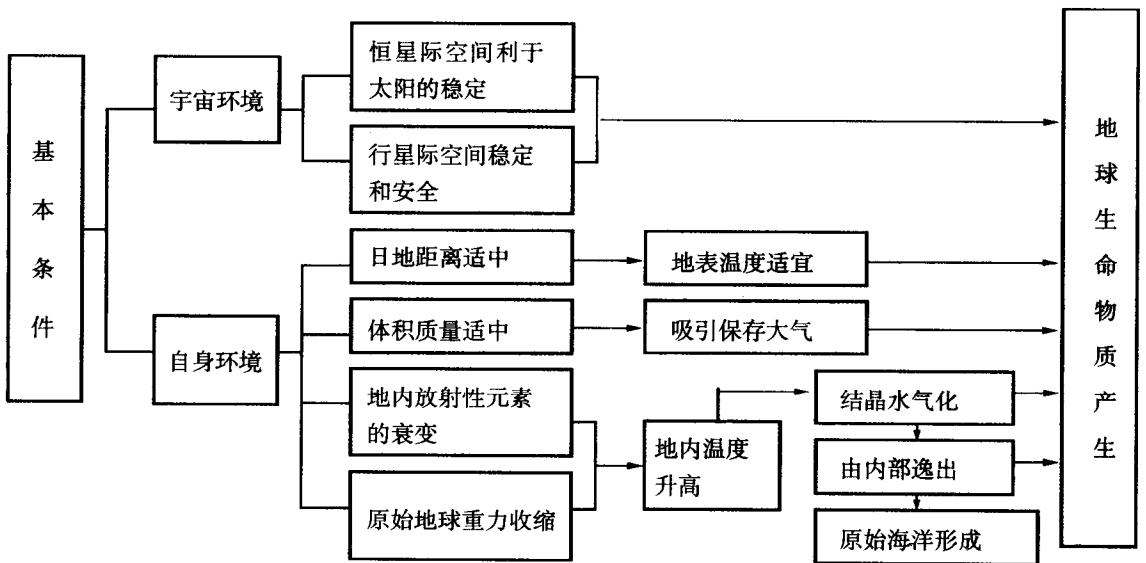 基本条件
宇宙环境
恒星际空间利于
太阳的稳定
行星际空间稳定
和安全
自身环境
日地距离适中
地表温度适宜
体积质量适中
吸引保存大气
地内放射性元素
的衰变
原始地球重力收缩
地内温度
升高
结晶水气化
由内部逸出
原始海洋形成
地球生命物质产生